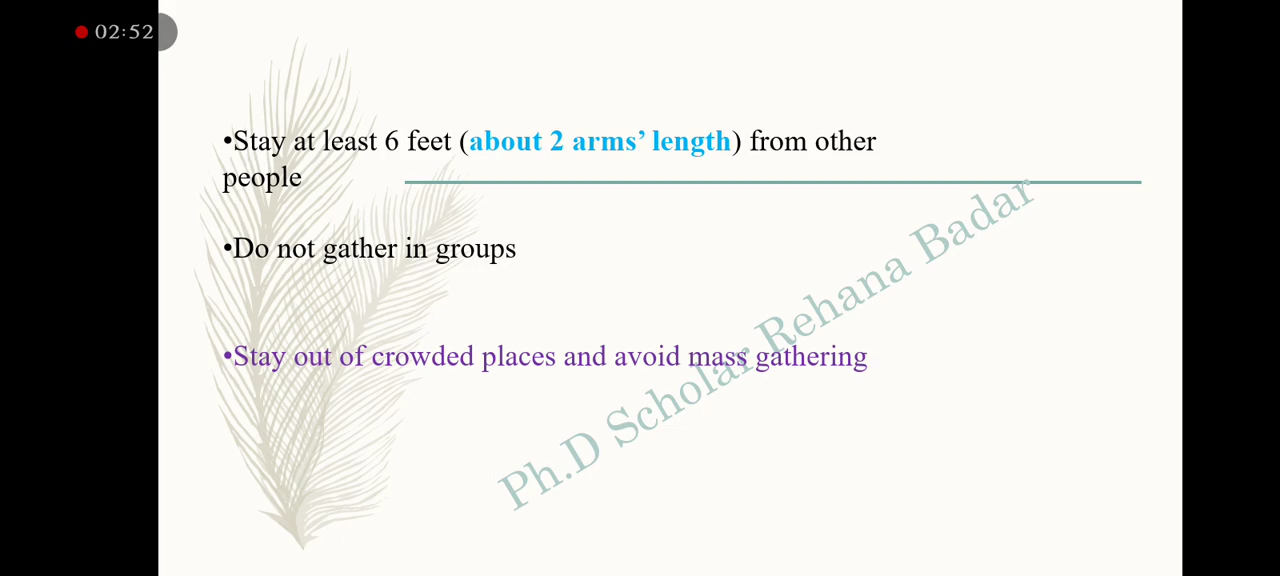 02:52
•Stay at least 6 feet (about 2 arms’ length) from other
people
•Do not gather in groups
•Stay out of crowded places and avoid mass gathering
Ph.D Scholar Rehana Badar